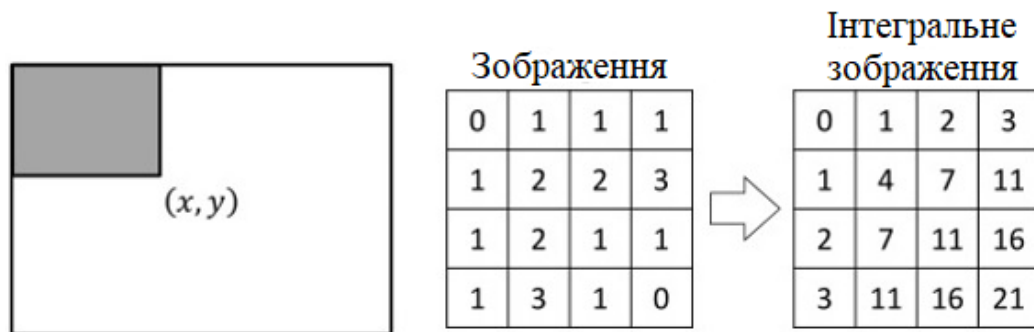 (x, y)
Зображення
0 1 1 1
1 2 2 3
1 2 1 1
1 3 1 0
Інтегральне
зображення
0 1 2 3
1 4 7 11
2 7 11 16
3 11 16 21